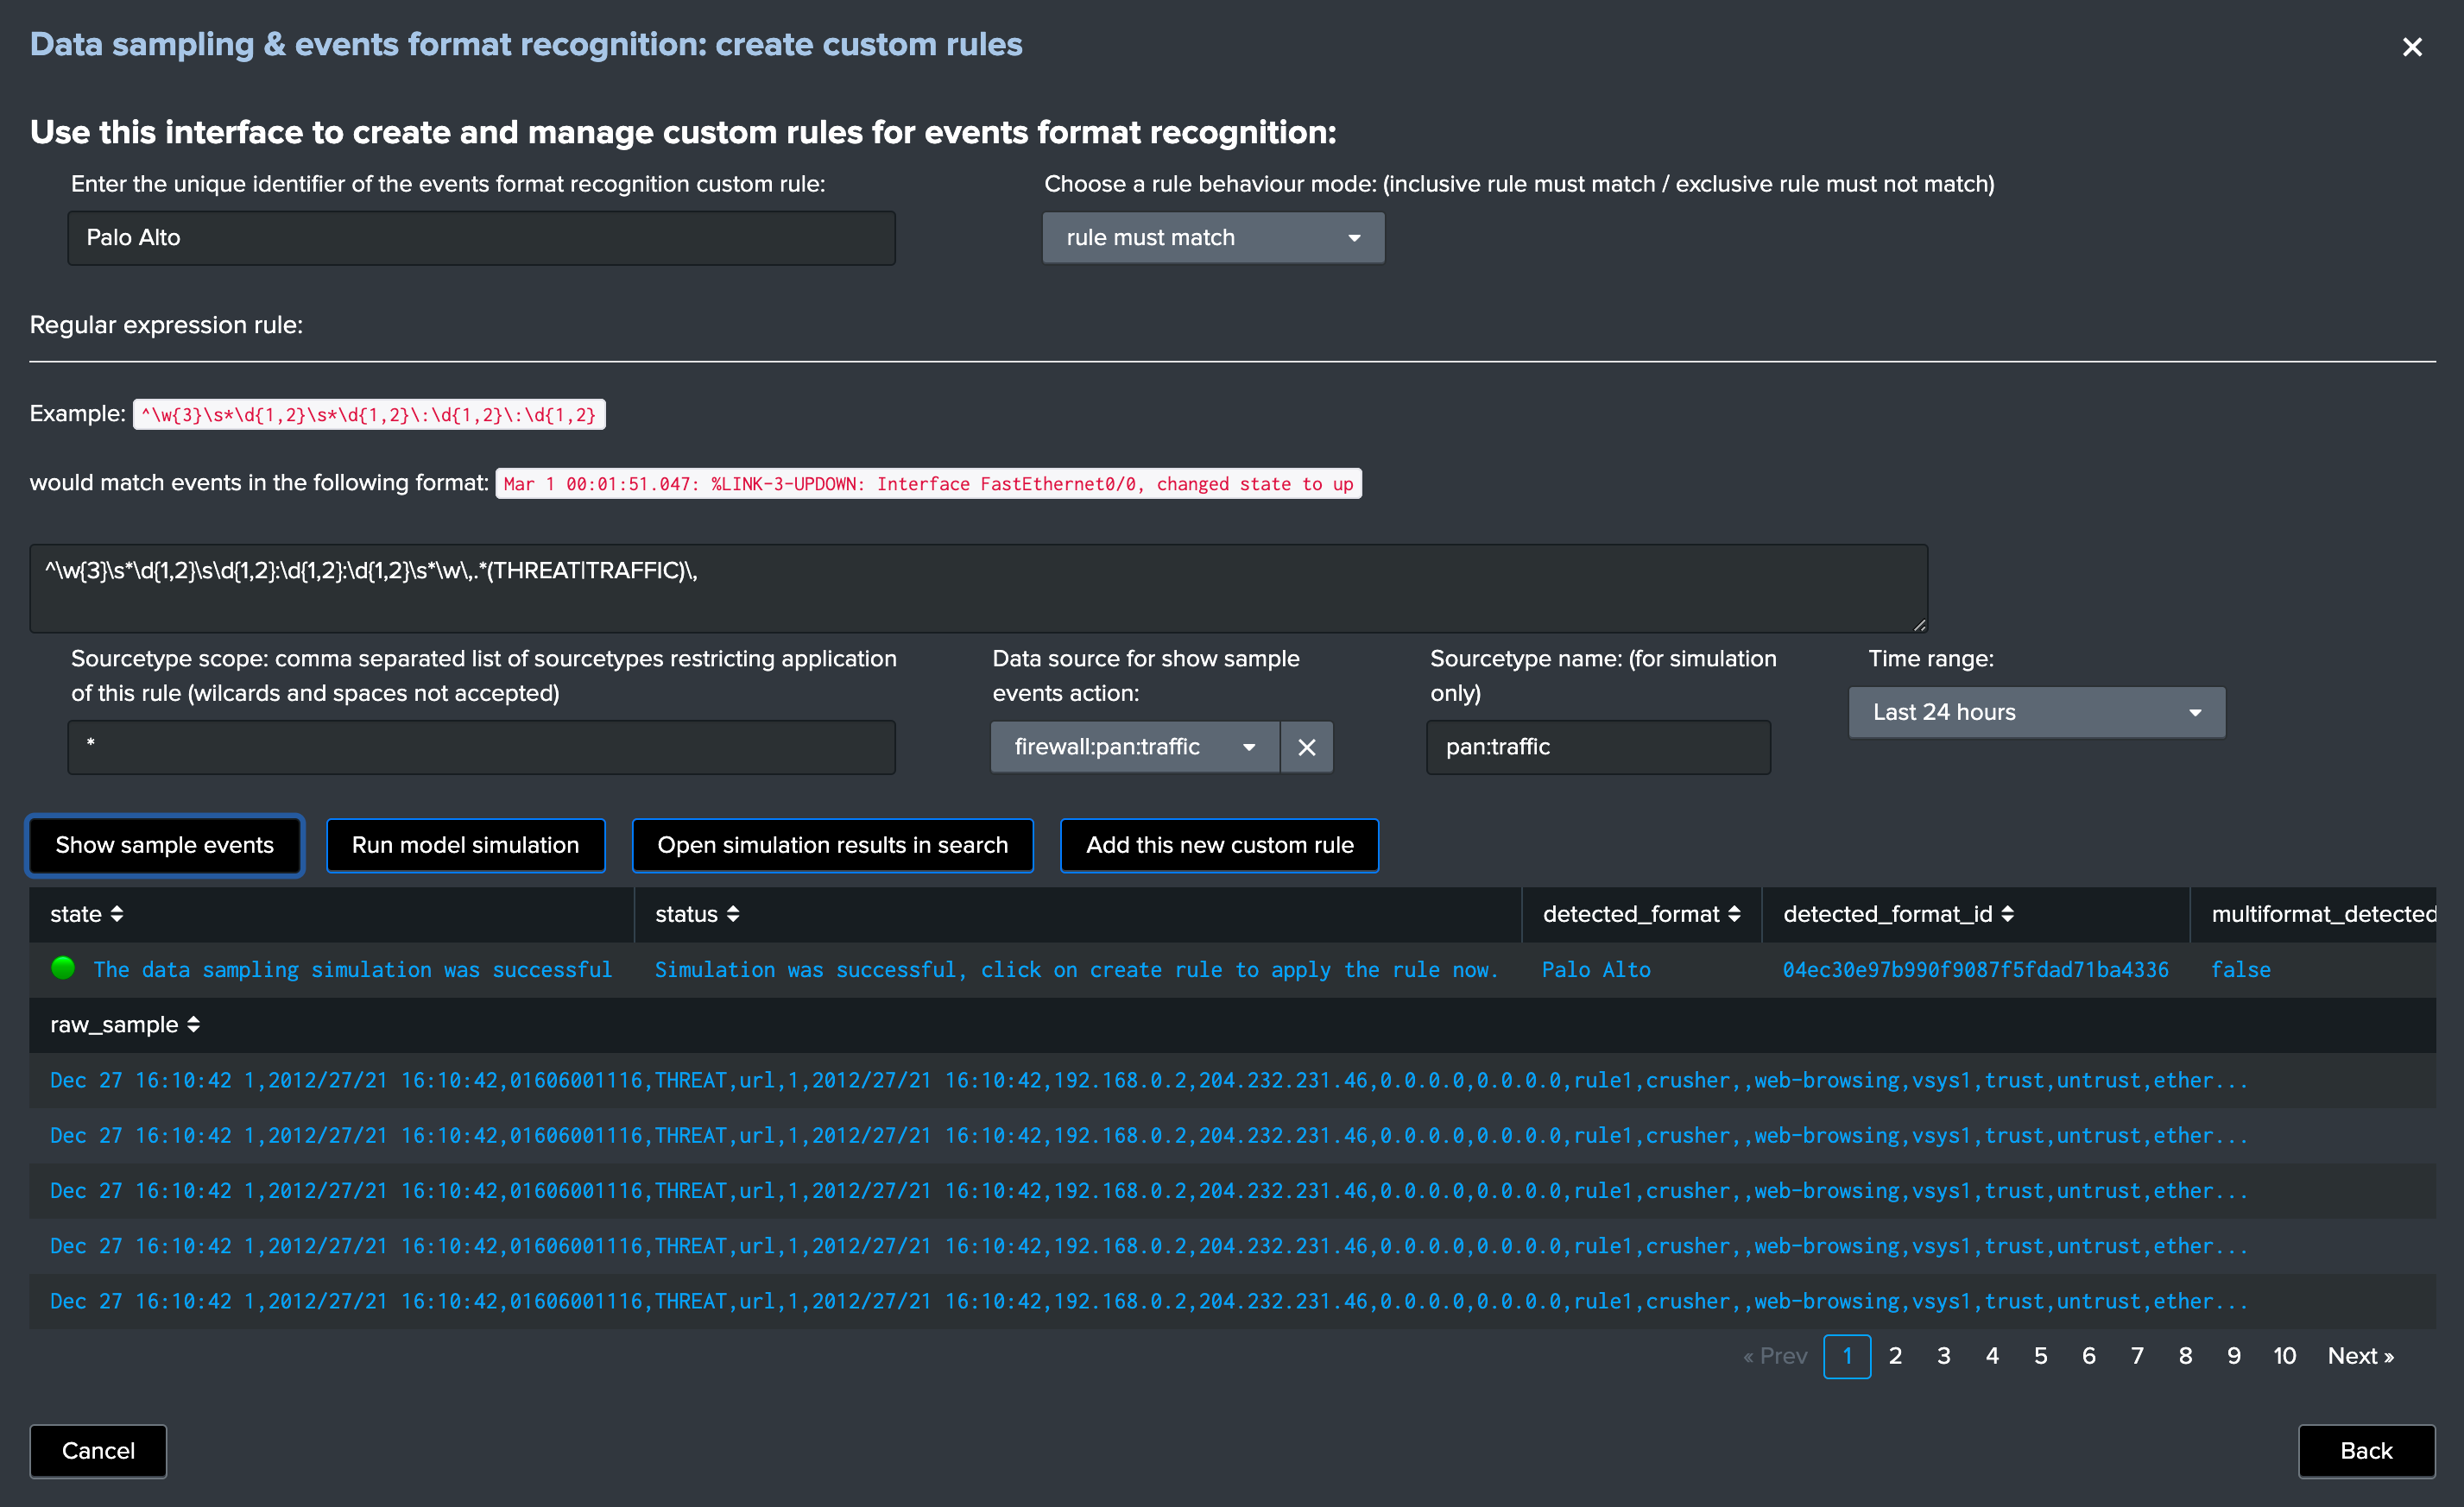 Data sampling & events format recognition: create custom rules
Use this interface to create and manage custom rules for events format recognition:
Enter the unique identifier of the events format recognition custom rule:
Choose a rule behaviour mode: (inclusive rule must match / exclusive rule must not match)
Palo Alto
rule must match
Regular expression rule:
Example: ^\w{3}\s*\d{1,2}\s*\d{1,2}\:\d{1,2}\:\d{1,2}
would match events in the following format: Mar 1 00:01:51.047: %LINK-3-UPDOWN: Interface FastEthernet0/0, changed state to up
^\w{3}\s*\d{1,2}\s\d{1,2}:\d{1,2}:\d{1,2}\s*\w\,.*(THREAT|TRAFFIC)\,
Sourcetype scope: comma separated list of sourcetypes restricting application
of this rule (wilcards and spaces not accepted)
*
Data source for show sample
events action:
firewall:pan:traffic
Sourcetype name: (for simulation
only)
pan:traffic
Time range:
Last 24 hours
Show sample events
Run model simulation
Open simulation results in search
Add this new custom rule
state status detected_format detected_format_id multiformat_detected
The data sampling simulation was successful Simulation was successful, click on create rule to apply the rule now. Palo Alto 04ec30e97b990f9087f5fdad71ba4336 false
raw_sample
Dec 27 16:10:42 1,2012/27/21 16:10:42,01606001116,THREAT,url,1,2012/27/21 16:10:42,192.168.0.2,204.232.231.46,0.0.0.0,0.0.0.0,rule1,crusher,,web-browsing,vsys1,trust,untrust,ether...
Dec 27 16:10:42 1,2012/27/21 16:10:42,01606001116,THREAT,url,1,2012/27/21 16:10:42,192.168.0.2,204.232.231.46,0.0.0.0,0.0.0.0,rule1,crusher,,web-browsing,vsys1,trust,untrust,ether...
Dec 27 16:10:42 1,2012/27/21 16:10:42,01606001116,THREAT,url,1,2012/27/21 16:10:42,192.168.0.2,204.232.231.46,0.0.0.0,0.0.0.0,rule1,crusher,,web-browsing,vsys1,trust,untrust,ether...
Dec 27 16:10:42 1,2012/27/21 16:10:42,01606001116,THREAT,url,1,2012/27/21 16:10:42,192.168.0.2,204.232.231.46,0.0.0.0,0.0.0.0,rule1,crusher,,web-browsing,vsys1,trust,untrust,ether...
Dec 27 16:10:42 1,2012/27/21 16:10:42,01606001116,THREAT,url,1,2012/27/21 16:10:42,192.168.0.2,204.232.231.46,0.0.0.0,0.0.0.0,rule1,crusher,,web-browsing,vsys1,trust,untrust,ether...
« Prev 1 2 3 4 5 6 7 8 9 10 Next »
Cancel
Back